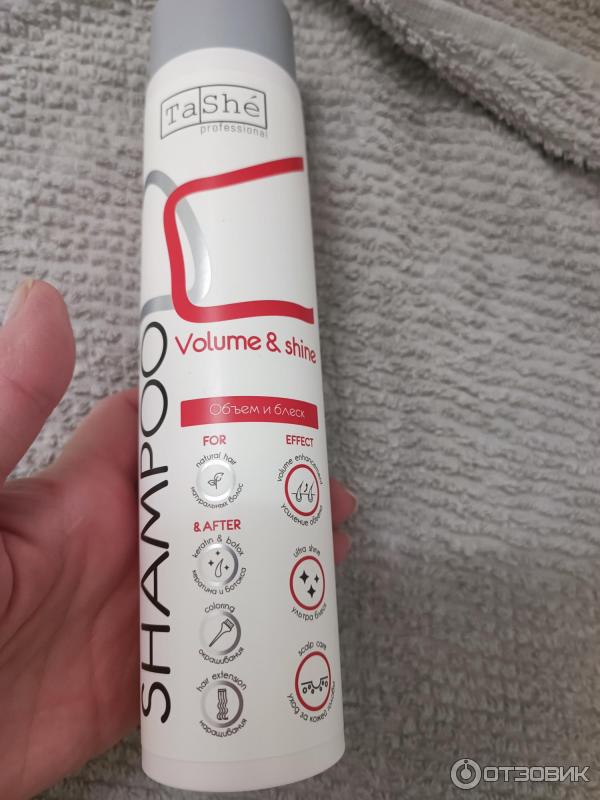 TaShé
professional
SHAMPOO
Volume & shine
Объем и блеск
FOR
natural hair
натуральных волос
& AFTER
keratin & botox
кератина и ботокса
coloring
окрашивания
hair extension
наращивания
EFFECT
volume enhancement
усиление объема
ultra shine
ультра блеск
scalp care
уход за кожей головы
ОТЗОВИК